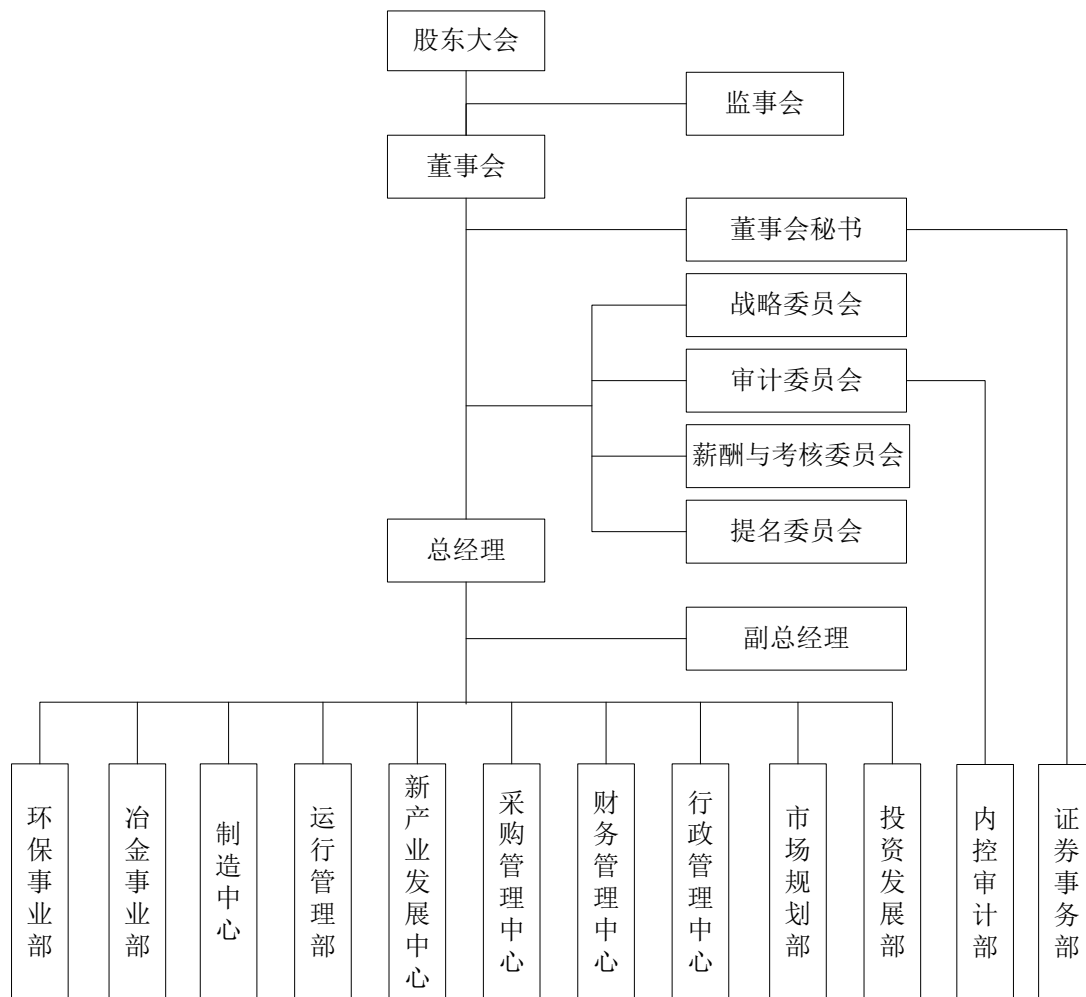 股东大会
监事会
董事会
董事会秘书
战略委员会
审计委员会
薪酬与考核委员会
提名委员会
总经理
副总经理
环保事业部
冶金事业部
制造中心
运行管理部
新产业发展中心
采购管理中心
财务管理中心
行政管理中心
市场规划部
投资发展部
内控审计部
证券事务部